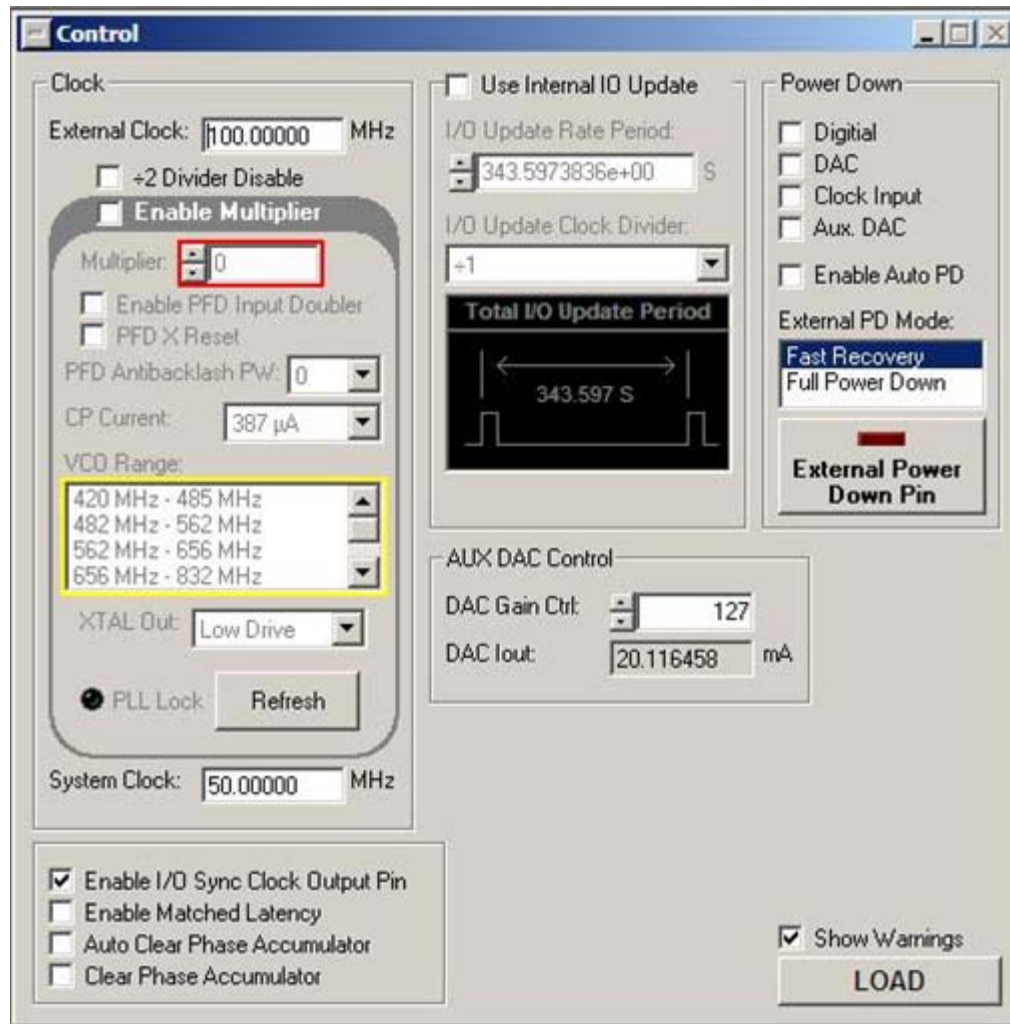 Control
Clock
External Clock: 100.00000 MHz
÷2 Divider Disable
Enable Multiplier
Multiplier: 0
Enable PFD Input Doubler
PFD X Reset
PFD Antibacklash PW: 0
CP Current: 387 µA
VCO Range:
420 MHz - 485 MHz
482 MHz - 562 MHz
562 MHz - 656 MHz
656 MHz - 832 MHz
XTAL Out: Low Drive
PLL Lock Refresh
System Clock: 50.00000 MHz
Enable I/O Sync Clock Output Pin
Enable Matched Latency
Auto Clear Phase Accumulator
Clear Phase Accumulator
Use Internal IO Update
I/O Update Rate Period:
343.5973836e+00 S
I/O Update Clock Divider:
÷1
Total I/O Update Period
343.597 S
AUX DAC Control
DAC Gain Ctrl: 127
DAC Iout: 20.116458 mA
Power Down
Digitial
DAC
Clock Input
Aux. DAC
Enable Auto PD
External PD Mode:
Fast Recovery
Full Power Down
External Power
Down Pin
Show Warnings
LOAD